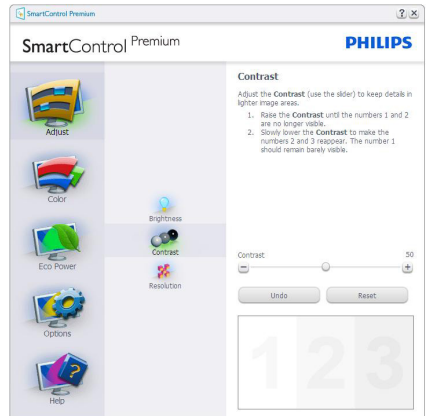 SmartControl Premium
SmartControl Premium
PHILIPS
Adjust
Color
Eco Power
Options
Help
Brightness
Contrast
Resolution
Contrast
Adjust the Contrast (use the slider) to keep details in
lighter image areas.
1. Raise the Contrast until the numbers 1 and 2
are no longer visible.
2. Slowly lower the Contrast to make the
numbers 2 and 3 reappear. The number 1
should remain barely visible.
Contrast 50
Undo Reset
1 2 3